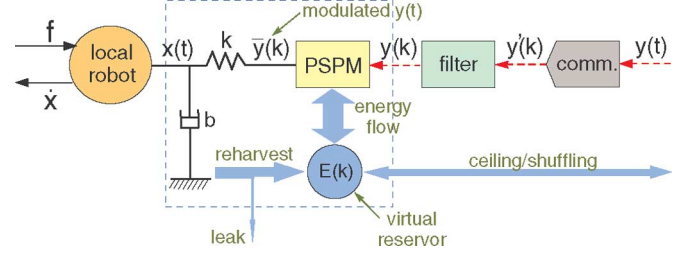 modulated y(t)
f
x(t)
k
ȳ(k)
y(k)
y'(k)
y(t)
local
robot
PSPM
filter
comm.
ẋ
b
energy
flow
reharvest
E(k)
ceiling/shuffling
virtual
reservor
leak